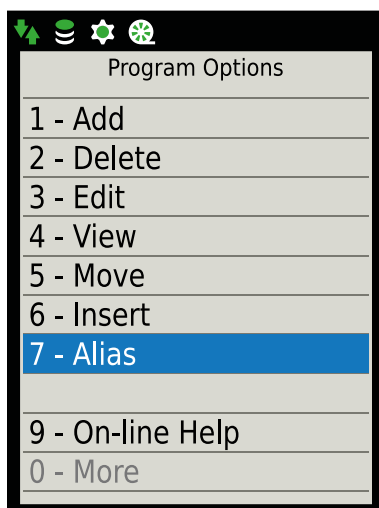 Program Options
1 - Add
2 - Delete
3 - Edit
4 - View
5 - Move
6 - Insert
7 - Alias
9 - On-line Help
0 - More